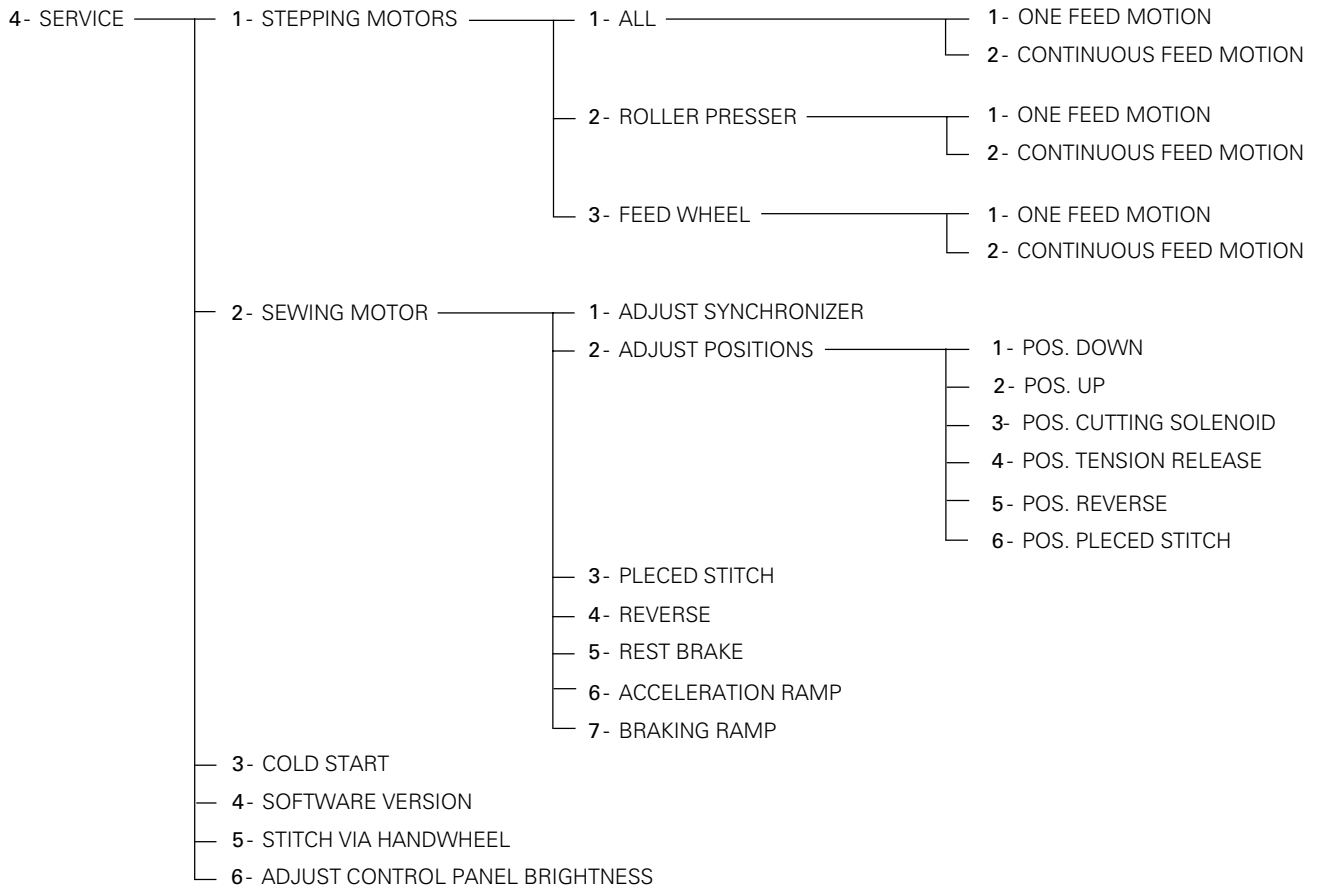 4- SERVICE
1- STEPPING MOTORS
1- ALL
1- ONE FEED MOTION
2- CONTINUOUS FEED MOTION
2- ROLLER PRESSER
1- ONE FEED MOTION
2- CONTINUOUS FEED MOTION
3- FEED WHEEL
1- ONE FEED MOTION
2- CONTINUOUS FEED MOTION
2- SEWING MOTOR
1- ADJUST SYNCHRONIZER
2- ADJUST POSITIONS
1- POS. DOWN
2- POS. UP
3- POS. CUTTING SOLENOID
4- POS. TENSION RELEASE
5- POS. REVERSE
6- POS. PLECED STITCH
3- PLECED STITCH
4- REVERSE
5- REST BRAKE
6- ACCELERATION RAMP
7- BRAKING RAMP
3- COLD START
4- SOFTWARE VERSION
5- STITCH VIA HANDWHEEL
6- ADJUST CONTROL PANEL BRIGHTNESS